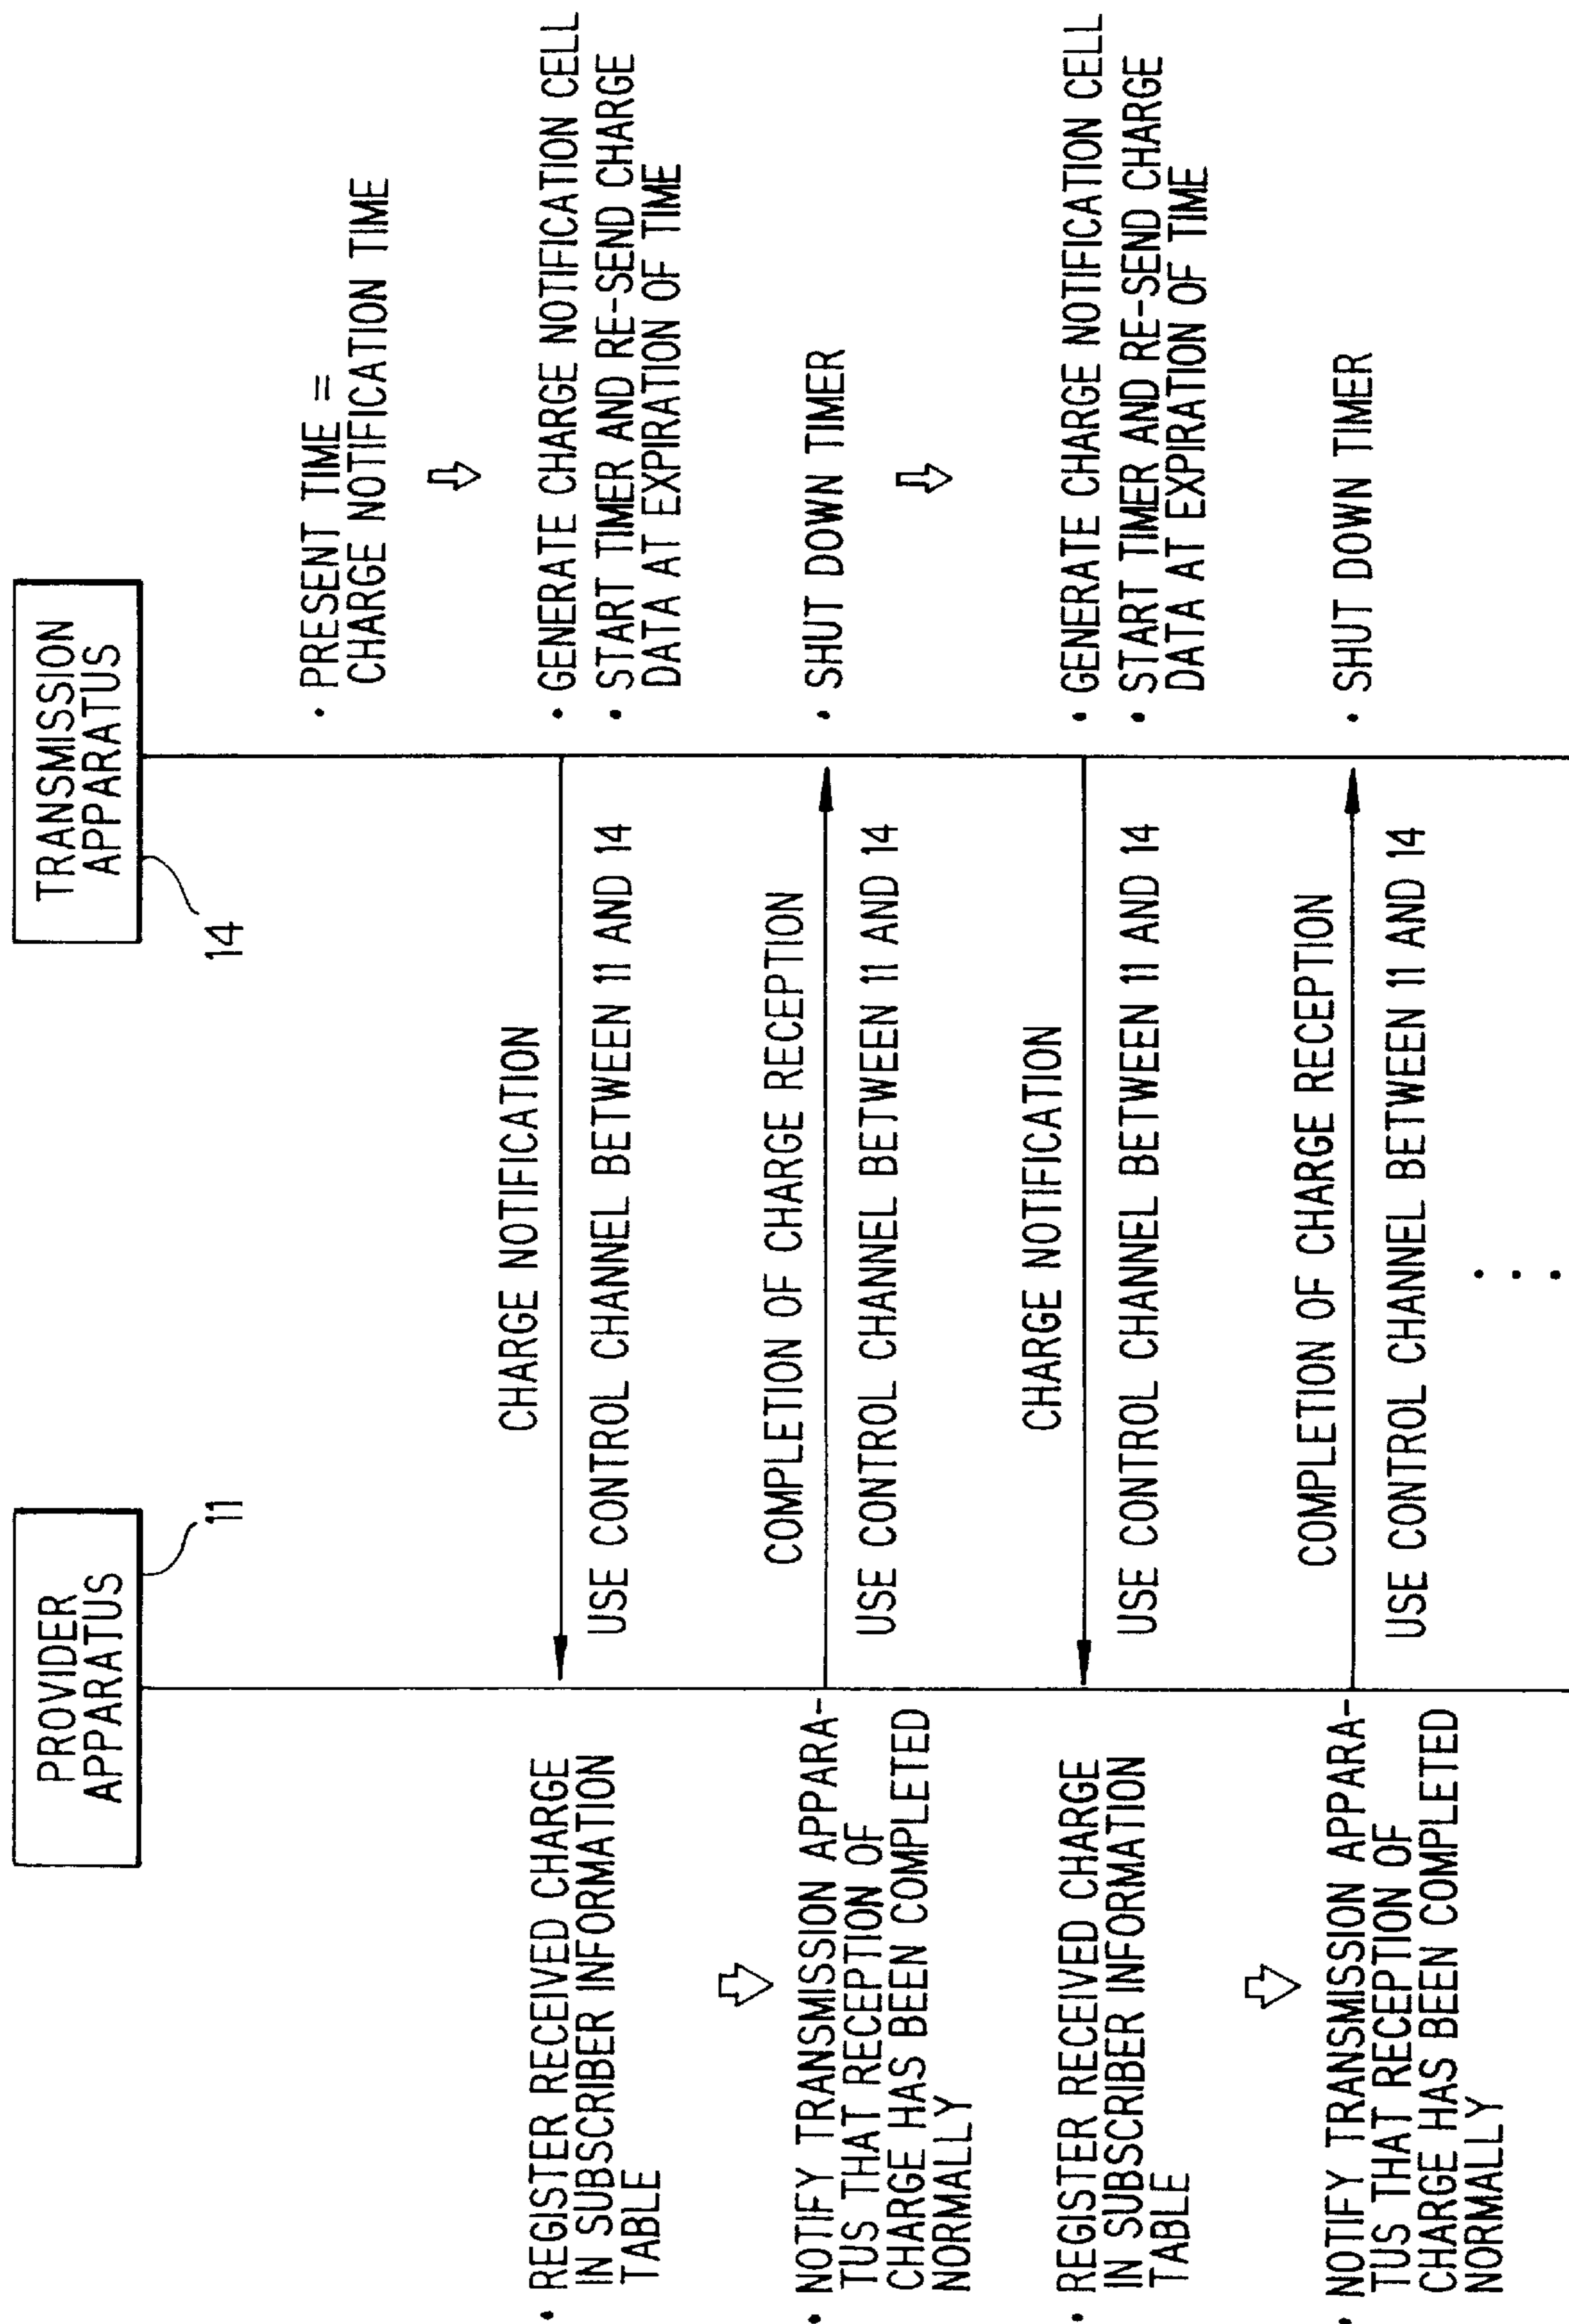 PROVIDER
APPARATUS
11
TRANSMISSION
APPARATUS
14
• PRESENT TIME =
CHARGE NOTIFICATION TIME
• REGISTER RECEIVED CHARGE
IN SUBSCRIBER INFORMATION
TABLE
CHARGE NOTIFICATION
USE CONTROL CHANNEL BETWEEN 11 AND 14
• GENERATE CHARGE NOTIFICATION CELL
• START TIMER AND RE-SEND CHARGE
DATA AT EXPIRATION OF TIME
• NOTIFY TRANSMISSION APPARA-
TUS THAT RECEPTION OF
CHARGE HAS BEEN COMPLETED
NORMALLY
COMPLETION OF CHARGE RECEPTION
USE CONTROL CHANNEL BETWEEN 11 AND 14
• SHUT DOWN TIMER
• REGISTER RECEIVED CHARGE
IN SUBSCRIBER INFORMATION
TABLE
CHARGE NOTIFICATION
USE CONTROL CHANNEL BETWEEN 11 AND 14
• GENERATE CHARGE NOTIFICATION CELL
• START TIMER AND RE-SEND CHARGE
DATA AT EXPIRATION OF TIME
• NOTIFY TRANSMISSION APPARA-
TUS THAT RECEPTION OF
CHARGE HAS BEEN COMPLETED
NORMALLY
COMPLETION OF CHARGE RECEPTION
USE CONTROL CHANNEL BETWEEN 11 AND 14
• SHUT DOWN TIMER